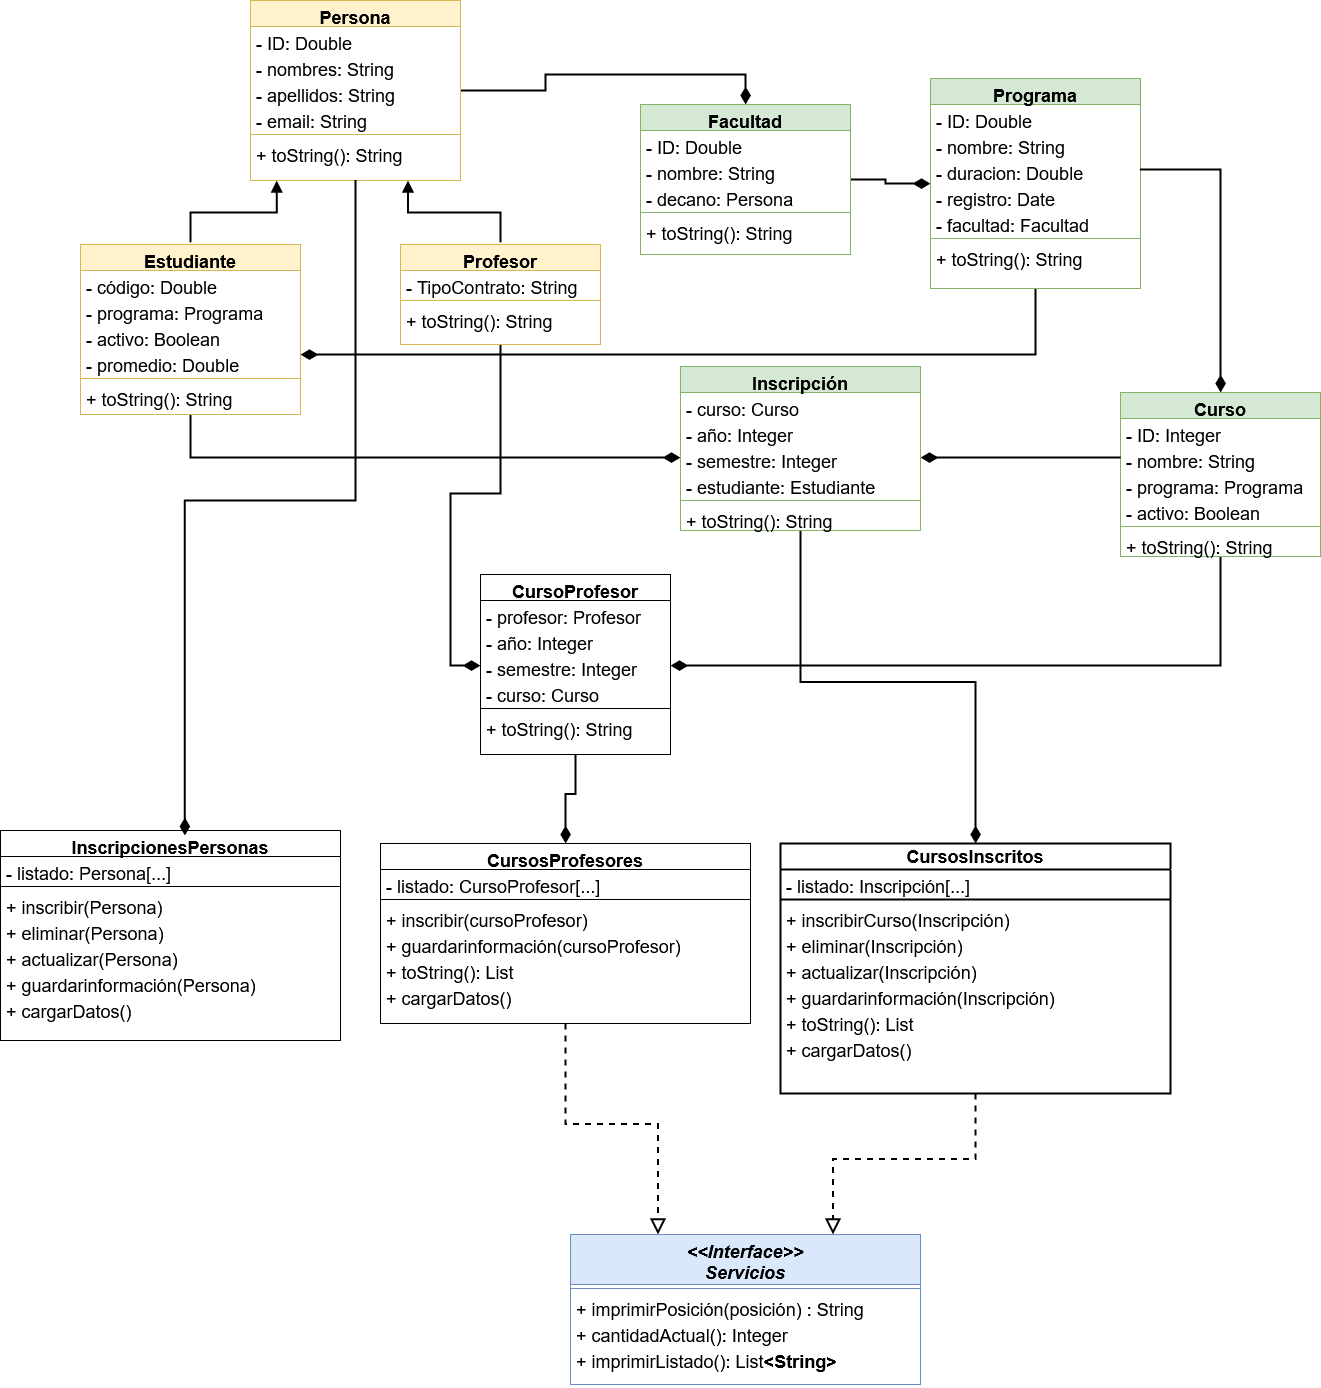 Persona
- ID: Double
- nombres: String
- apellidos: String
- email: String
+ toString(): String
Facultad
- ID: Double
- nombre: String
- decano: Persona
+ toString(): String
Programa
- ID: Double
- nombre: String
- duracion: Double
- registro: Date
- facultad: Facultad
+ toString(): String
Estudiante
- código: Double
- programa: Programa
- activo: Boolean
- promedio: Double
+ toString(): String
Profesor
- TipoContrato: String
+ toString(): String
Inscripción
- curso: Curso
- año: Integer
- semestre: Integer
- estudiante: Estudiante
+ toString(): String
Curso
- ID: Integer
- nombre: String
- programa: Programa
- activo: Boolean
+ toString(): String
CursoProfesor
- profesor: Profesor
- año: Integer
- semestre: Integer
- curso: Curso
+ toString(): String
InscripcionesPersonas
- listado: Persona[...]
+ inscribir(Persona)
+ eliminar(Persona)
+ actualizar(Persona)
+ guardarinformación(Persona)
+ cargarDatos()
CursosProfesores
- listado: CursoProfesor[...]
+ inscribir(cursoProfesor)
+ guardarinformación(cursoProfesor)
+ toString(): List
+ cargarDatos()
CursosInscritos
- listado: Inscripción[...]
+ inscribirCurso(Inscripción)
+ eliminar(Inscripción)
+ actualizar(Inscripción)
+ guardarinformación(Inscripción)
+ toString(): List
+ cargarDatos()
<<Interface>>
Servicios
+ imprimirPosición(posición) : String
+ cantidadActual(): Integer
+ imprimirListado(): List<String>